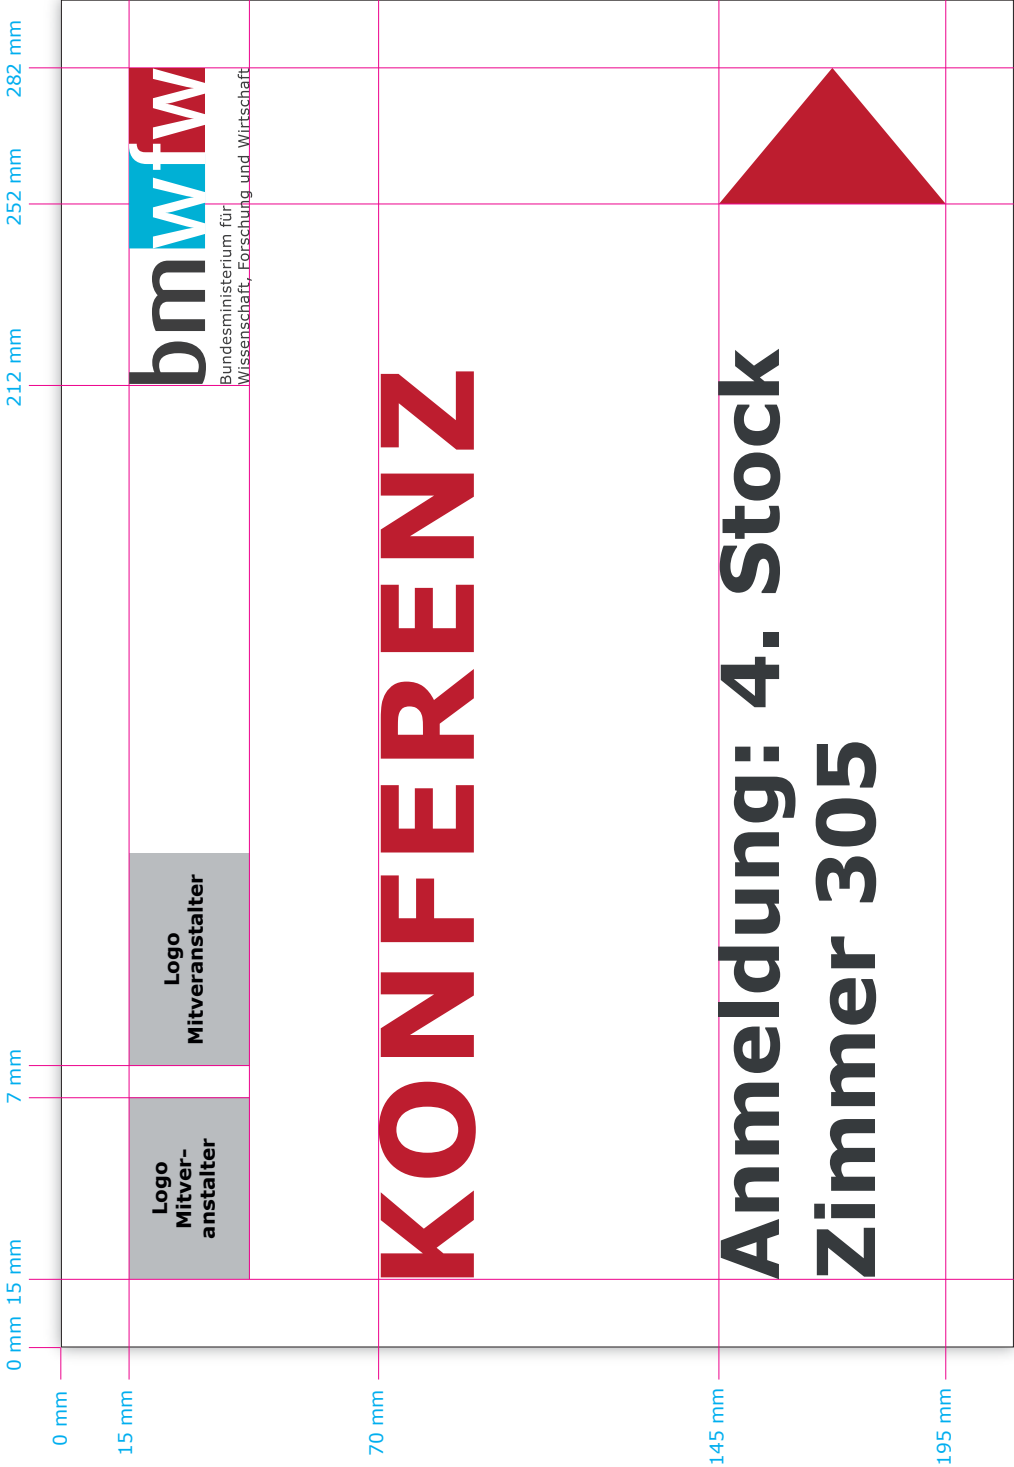 Logo
Mitver-
anstalter
Logo
Mitveranstalter
bmwfw
Bundesministerium für
Wissenschaft, Forschung und Wirtschaft
KONFERENZ
Anmeldung: 4. Stock
Zimmer 305
0 mm
15 mm
7 mm
212 mm
252 mm
282 mm
0 mm
15 mm
70 mm
145 mm
195 mm